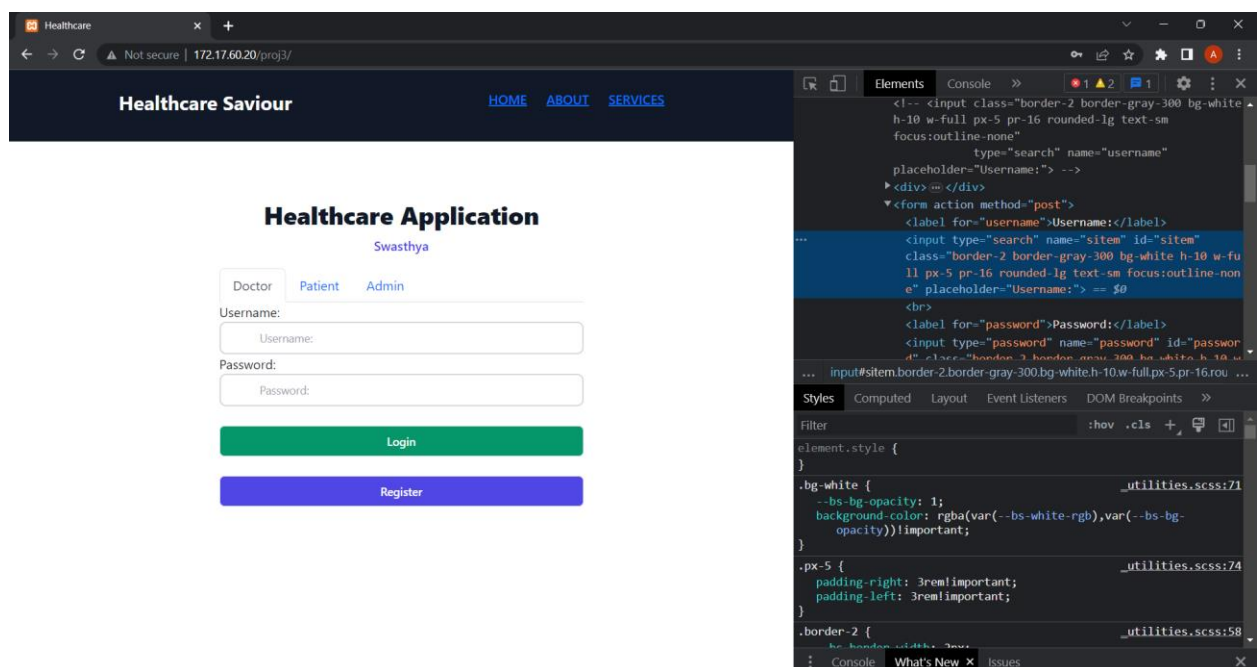 Healthcare
Not secure | 172.17.60.20/proj3/
A
Healthcare Saviour
HOME ABOUT SERVICES
Healthcare Application
Swasthya
Doctor Patient Admin
Username:
Username:
Password:
Password:
Login
Register
Elements Console » 1 2 1
<!-- <input class="border-2 border-gray-300 bg-white
h-10 w-full px-5 pr-16 rounded-lg text-sm
focus:outline-none"
type="search" name="username"
placeholder="Username:"> -->
<div> … </div>
<form action method="post">
<label for="username">Username:</label>
… <input type="search" name="sitem" id="sitem"
class="border-2 border-gray-300 bg-white h-10 w-fu
ll px-5 pr-16 rounded-lg text-sm focus:outline-non
e" placeholder="Username:"> == $0
<br>
<label for="password">Password:</label>
<input type="password" name="password" id="passwor
… input#sitem.border-2.border-gray-300.bg-white.h-10.w-full.px-5.pr-16.rou …
Styles Computed Layout Event Listeners DOM Breakpoints »
Filter :hov .cls +
element.style {
}
.bg-white { _utilities.scss:71
--bs-bg-opacity: 1;
background-color: rgba(var(--bs-white-rgb),var(--bs-bg-
opacity))!important;
}
.px-5 { _utilities.scss:74
padding-right: 3rem!important;
padding-left: 3rem!important;
}
.border-2 { _utilities.scss:58
Console What's New × Issues